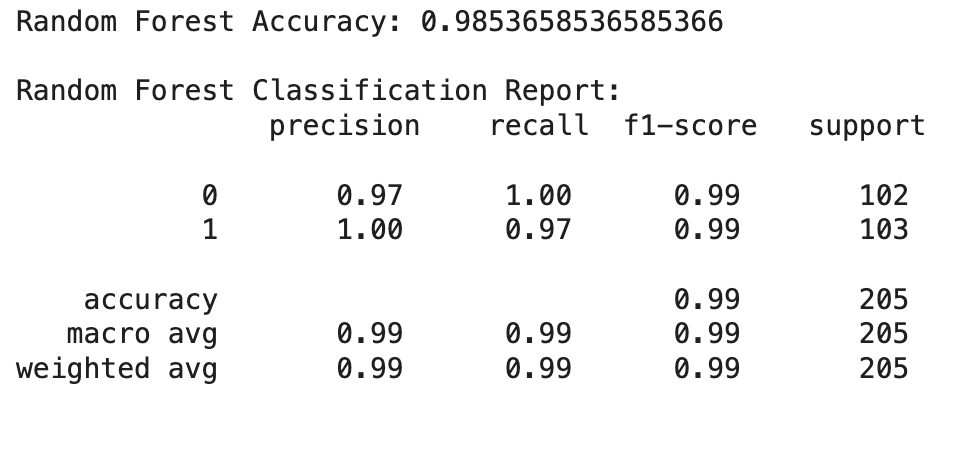 Random Forest Accuracy: 0.9853658536585366
Random Forest Classification Report:
precision recall f1-score support
0 0.97 1.00 0.99 102
1 1.00 0.97 0.99 103
accuracy 0.99 205
macro avg 0.99 0.99 0.99 205
weighted avg 0.99 0.99 0.99 205